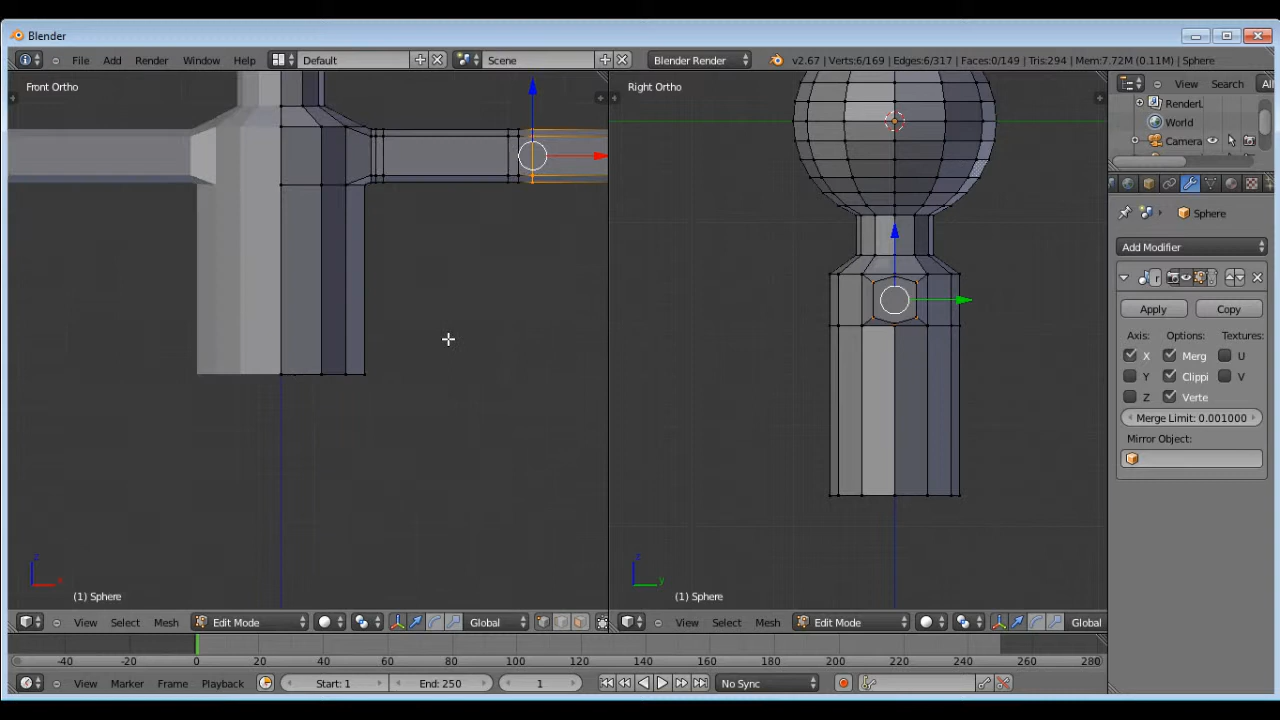 Blender
File Add Render Window Help Default Scene Blender Render v2.67 | Verts:6/169 | Edges:6/317 | Faces:0/149 | Tris:294 | Mem:7.72M (0.11M) | Sphere
Front Ortho
Right Ortho
View Search All
RenderL
World
Camera
Sphere
Add Modifier
Apply Copy
Axis: Options: Textures:
X Merg U
Y Clippi V
Z Verte
Merge Limit: 0.001000
Mirror Object:
z
x
(1) Sphere
z
y
(1) Sphere
View Select Mesh Edit Mode Global
View Select Mesh Edit Mode Global
-40 -20 0 20 40 60 80 100 120 140 160 180 200 220 240 260 280
View Marker Frame Playback Start: 1 End: 250 1 No Sync